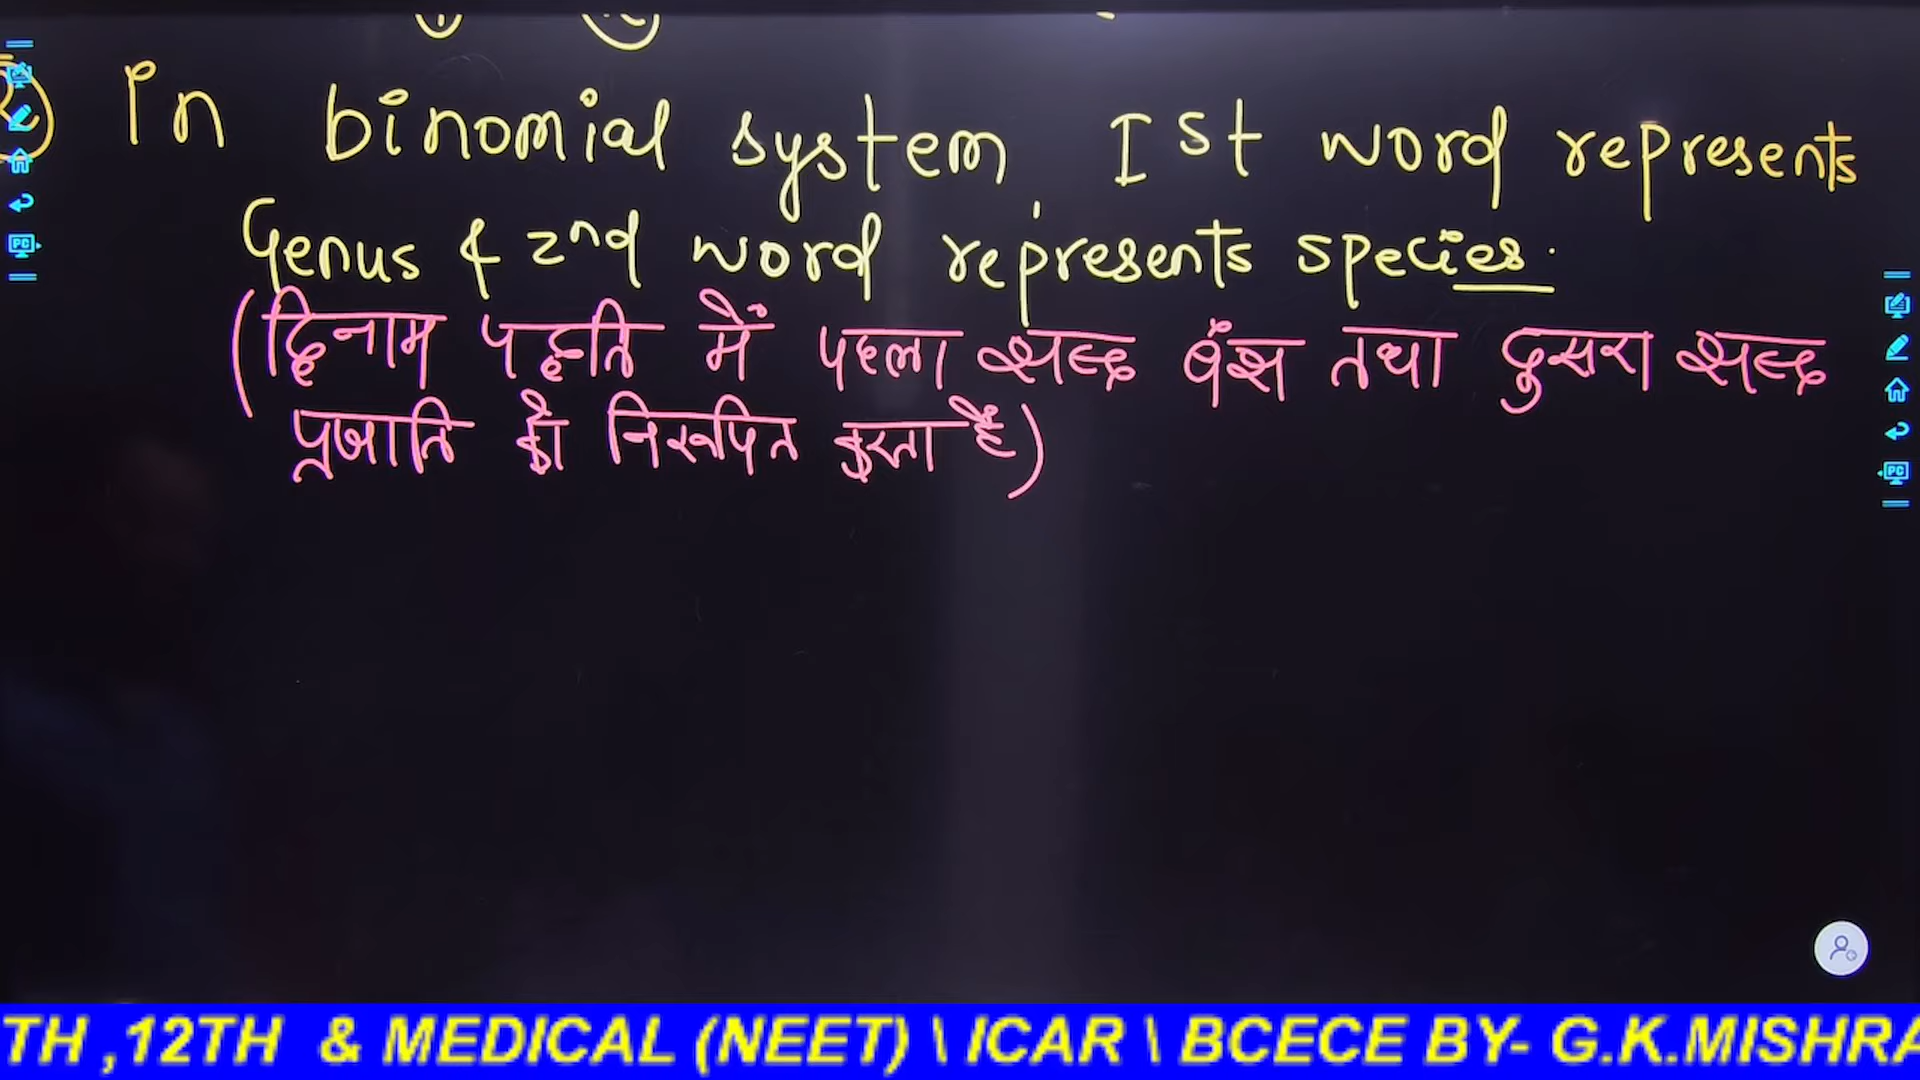 In binomial system Ist word represents
Genus & 2nd word represents species.
(द्विनाम पद्धति में पहला शब्द वंश तथा दुसरा शब्द
प्रजाति को निरूपित करता है)
TH ,12TH & MEDICAL (NEET) \ ICAR \ BCECE BY- G.K.MISHRA